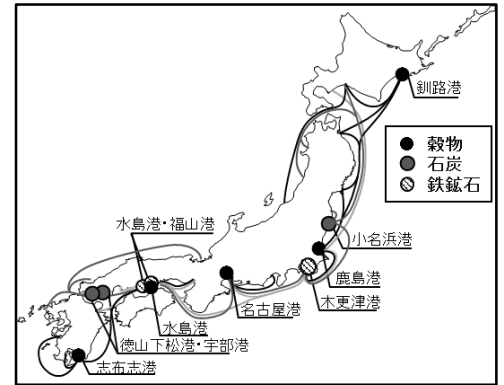 釧路港
穀物
石炭
鉄鉱石
水島港・福山港
小名浜港
鹿島港
名古屋港
木更津港
水島港
徳山下松港・宇部港
志布志港